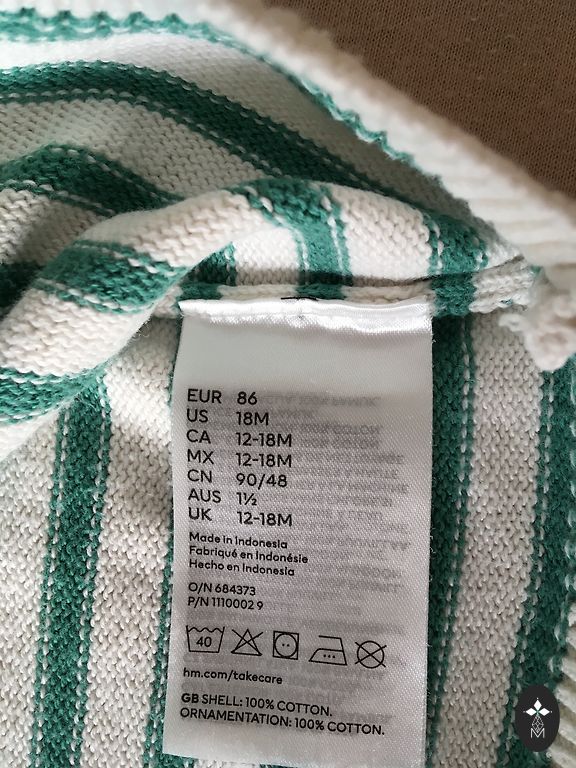 EUR 86
US 18M
CA 12-18M
MX 12-18M
CN 90/48
AUS 1½
UK 12-18M
Made in Indonesia
Fabriqué en Indonésie
Hecho en Indonesia
O/N 684373
P/N 1110002 9
40
hm.com/takecare
GB SHELL: 100% COTTON.
ORNAMENTATION: 100% COTTON.
M